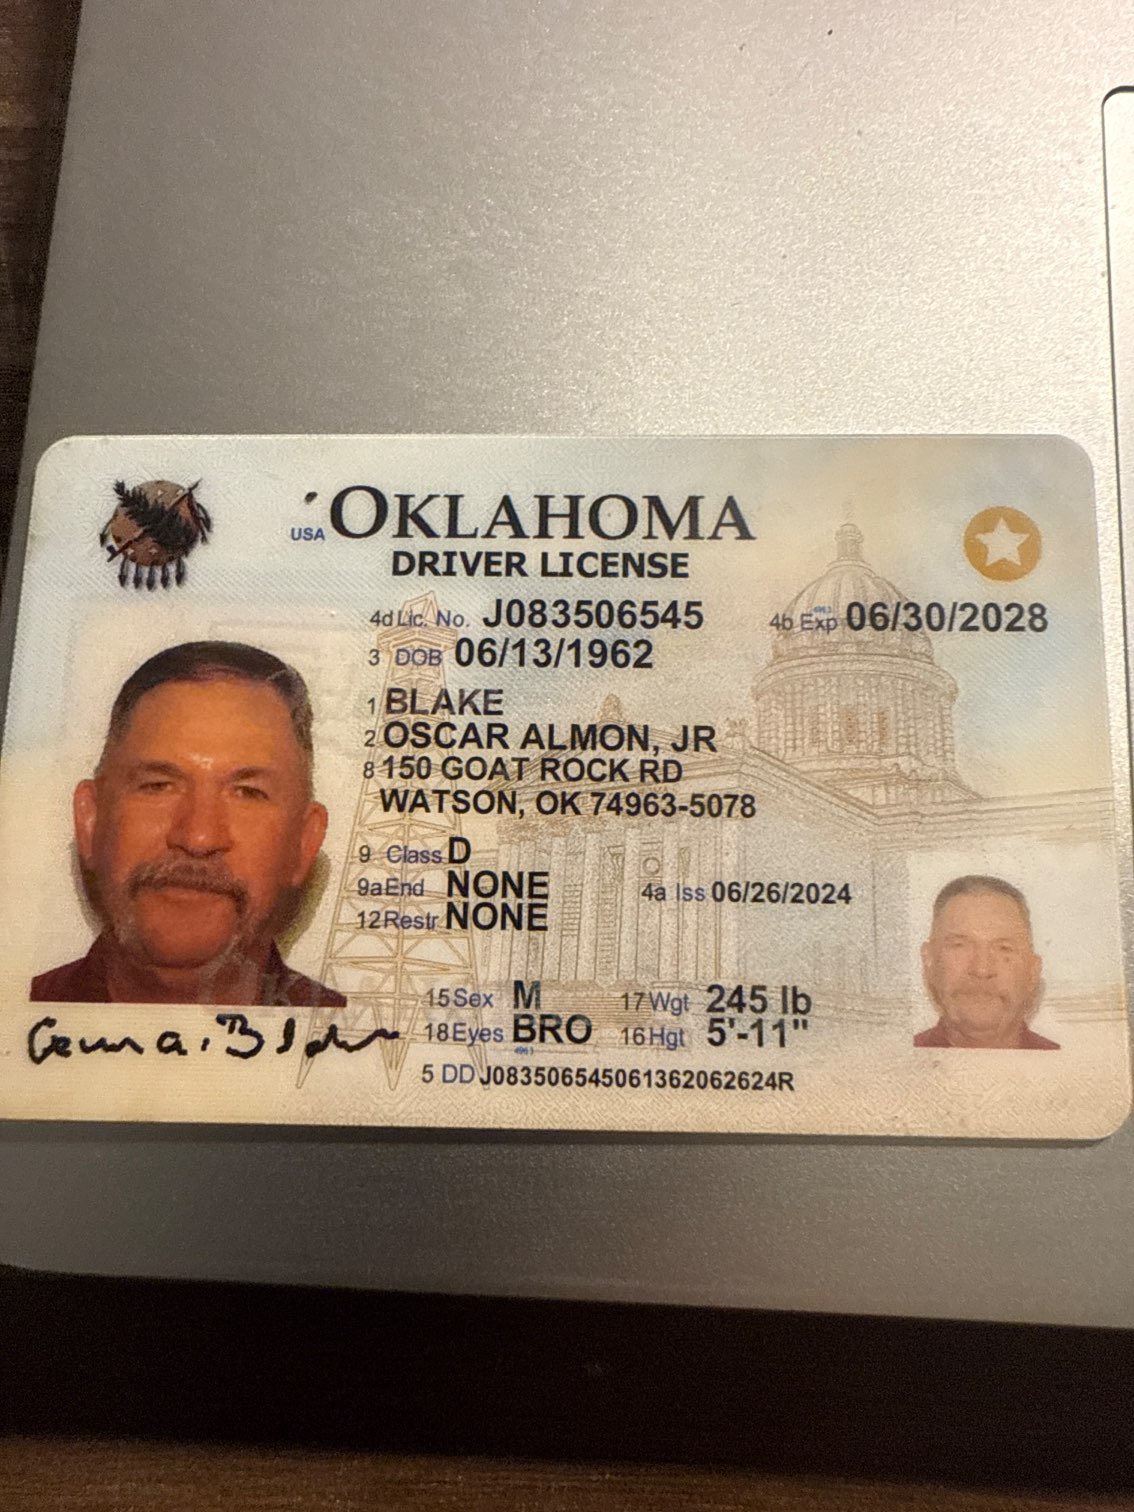 USA OKLAHOMA
DRIVER LICENSE
4d Lic. No. J083506545
4b Exp 06/30/2028
3 DOB 06/13/1962
1 BLAKE
2 OSCAR ALMON, JR
8 150 GOAT ROCK RD
WATSON, OK 74963-5078
9 Class D
9a End NONE
4a Iss 06/26/2024
12 Restr NONE
15 Sex M 17 Wgt 245 lb
18 Eyes BRO 16 Hgt 5'-11"
5 DD J083506545061362062624R